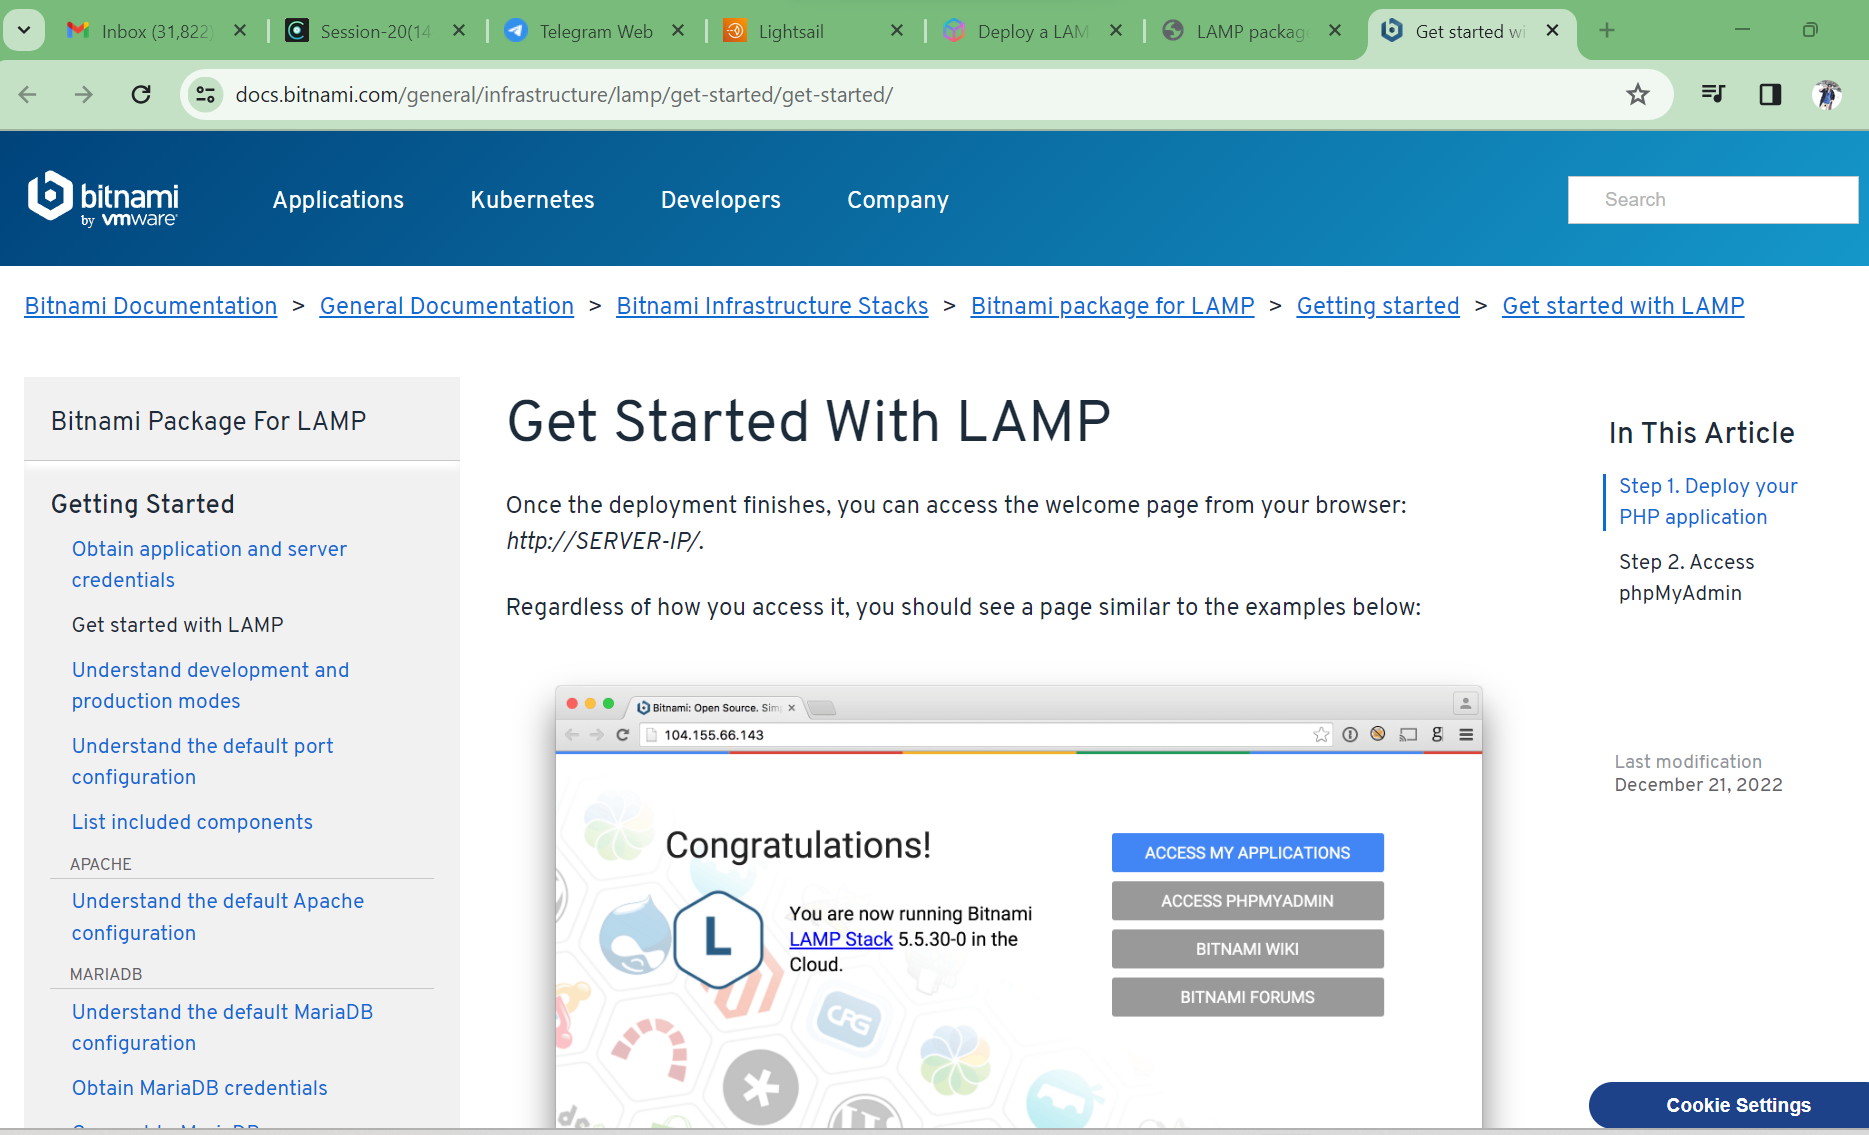 Inbox (31,822)
Session-20(14
Telegram Web
Lightsail
Deploy a LAM
LAMP packag
Get started wi
docs.bitnami.com/general/infrastructure/lamp/get-started/get-started/
bitnami
by vmware
Applications
Kubernetes
Developers
Company
Search
Bitnami Documentation > General Documentation > Bitnami Infrastructure Stacks > Bitnami package for LAMP > Getting started > Get started with LAMP
Bitnami Package For LAMP
Getting Started
Obtain application and server
credentials
Get started with LAMP
Understand development and
production modes
Understand the default port
configuration
List included components
APACHE
Understand the default Apache
configuration
MARIADB
Understand the default MariaDB
configuration
Obtain MariaDB credentials
Get Started With LAMP
Once the deployment finishes, you can access the welcome page from your browser:
http://SERVER-IP/.
Regardless of how you access it, you should see a page similar to the examples below:
Bitnami: Open Source. Sim
104.155.66.143
g
Congratulations!
L
You are now running Bitnami
LAMP Stack 5.5.30-0 in the
Cloud.
CPG
ACCESS MY APPLICATIONS
ACCESS PHPMYADMIN
BITNAMI WIKI
BITNAMI FORUMS
In This Article
Step 1. Deploy your
PHP application
Step 2. Access
phpMyAdmin
Last modification
December 21, 2022
Cookie Settings